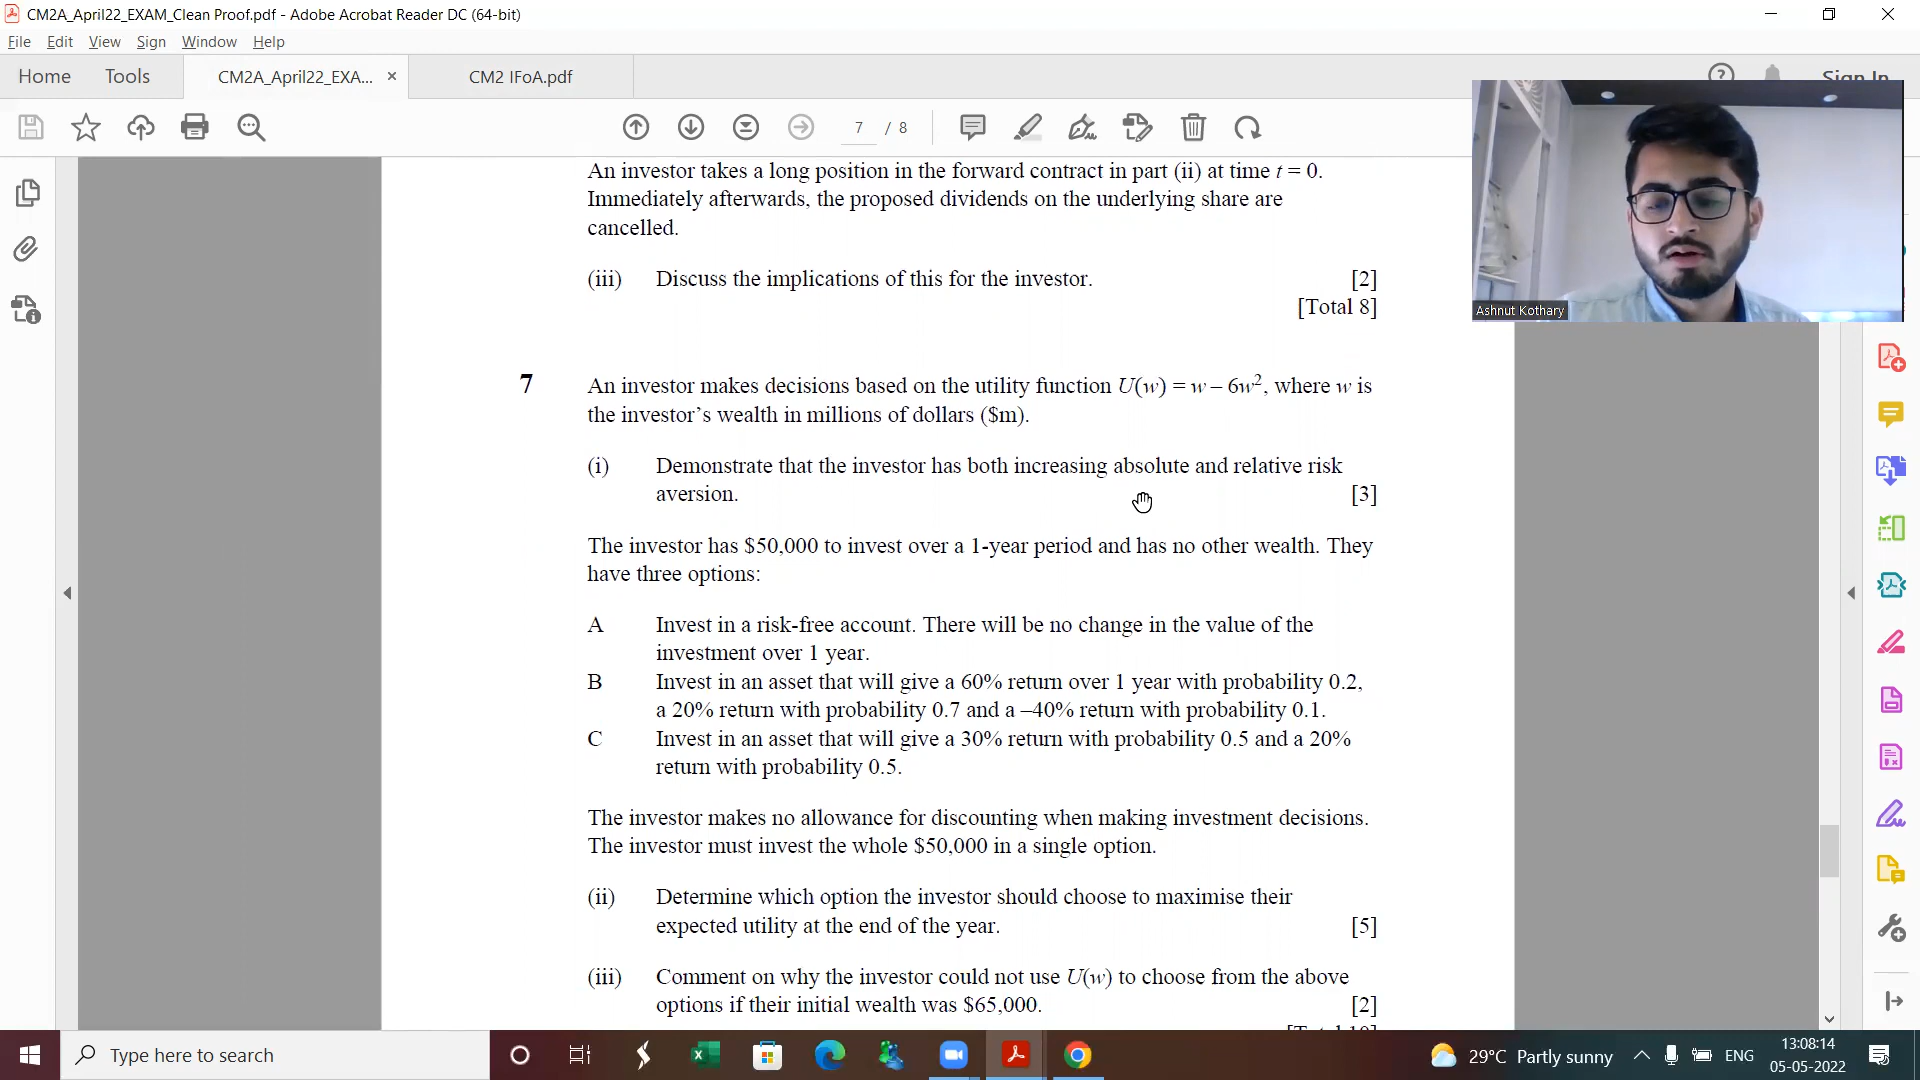 CM2A_April22_EXAM_Clean Proof.pdf - Adobe Acrobat Reader DC (64-bit)
File Edit View Sign Window Help
Home Tools CM2A_April22_EXA... × CM2 IFoA.pdf Sign In
7 / 8
An investor takes a long position in the forward contract in part (ii) at time t = 0.
Immediately afterwards, the proposed dividends on the underlying share are
cancelled.
(iii) Discuss the implications of this for the investor. [2]
[Total 8]
Ashnut Kothary
7 An investor makes decisions based on the utility function U(w) = w – 6w², where w is
the investor's wealth in millions of dollars ($m).
(i) Demonstrate that the investor has both increasing absolute and relative risk
aversion. [3]
The investor has $50,000 to invest over a 1-year period and has no other wealth. They
have three options:
A Invest in a risk-free account. There will be no change in the value of the
investment over 1 year.
B Invest in an asset that will give a 60% return over 1 year with probability 0.2,
a 20% return with probability 0.7 and a –40% return with probability 0.1.
C Invest in an asset that will give a 30% return with probability 0.5 and a 20%
return with probability 0.5.
The investor makes no allowance for discounting when making investment decisions.
The investor must invest the whole $50,000 in a single option.
(ii) Determine which option the investor should choose to maximise their
expected utility at the end of the year. [5]
(iii) Comment on why the investor could not use U(w) to choose from the above
options if their initial wealth was $65,000. [2]
[Total 10]
Type here to search
29°C Partly sunny
ENG
13:08:14
05-05-2022